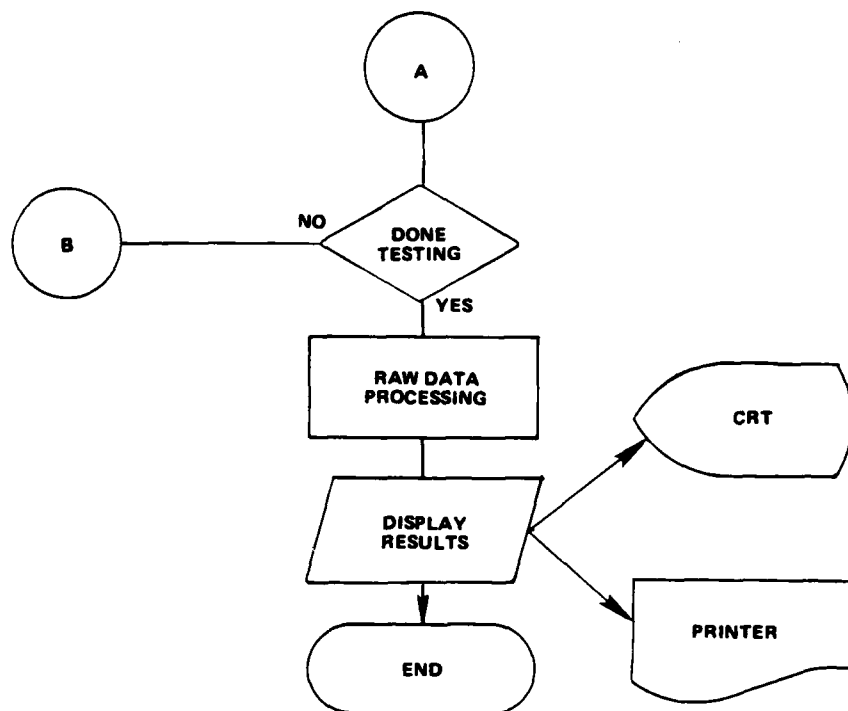 A
NO
B
DONE
TESTING
YES
RAW DATA
PROCESSING
CRT
DISPLAY
RESULTS
PRINTER
END